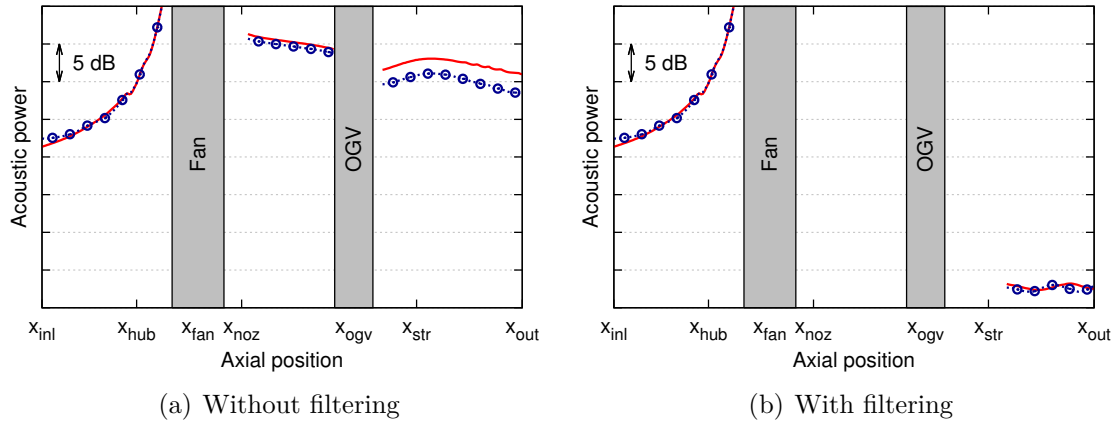 5 dB
Fan
OGV
Acoustic power
x_inl x_hub x_fan x_noz x_ogv x_str x_out
Axial position
(a) Without filtering
5 dB
Fan
OGV
Acoustic power
x_inl x_hub x_fan x_noz x_ogv x_str x_out
Axial position
(b) With filtering